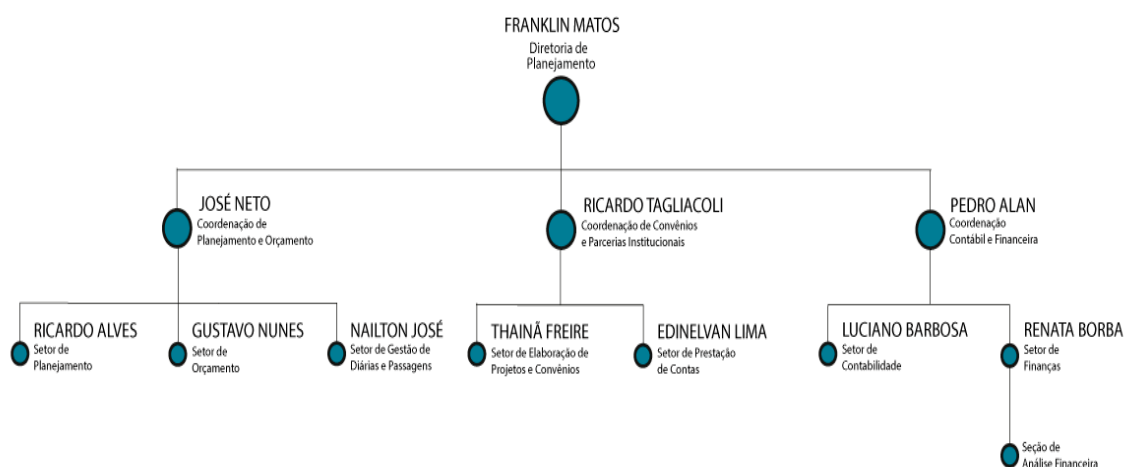 FRANKLIN MATOS
Diretoria de
Planejamento
JOSÉ NETO
Coordenação de
Planejamento e Orçamento
RICARDO TAGLIACOLI
Coordenação de Convênios
e Parcerias Institucionais
PEDRO ALAN
Coordenação
Contábil e Financeira
RICARDO ALVES
Setor de
Planejamento
GUSTAVO NUNES
Setor de
Orçamento
NAILTON JOSÉ
Setor de Gestão de
Diárias e Passagens
THAINÃ FREIRE
Setor de Elaboração de
Projetos e Convênios
EDINELVAN LIMA
Setor de Prestação
de Contas
LUCIANO BARBOSA
Setor de
Contabilidade
RENATA BORBA
Setor de
Finanças
Seção de
Análise Financeira